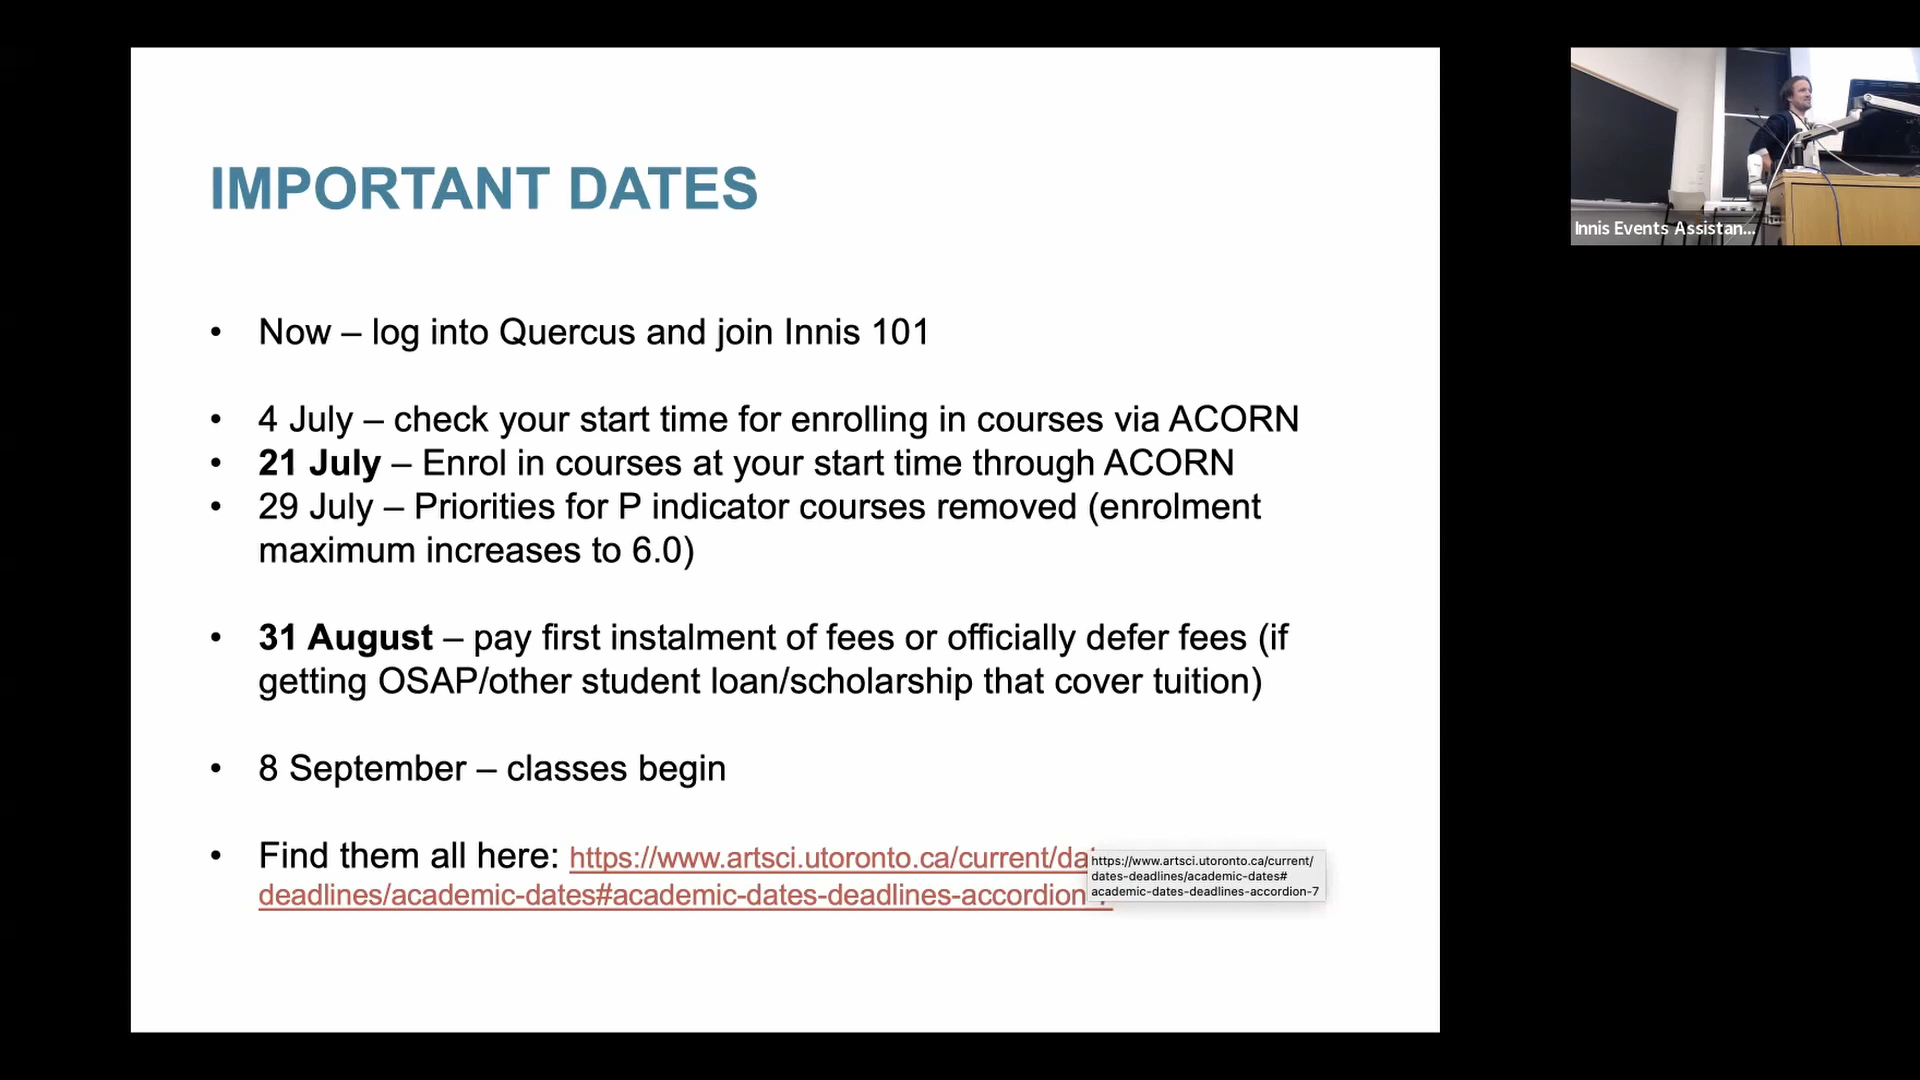 IMPORTANT DATES
• Now – log into Quercus and join Innis 101
• 4 July – check your start time for enrolling in courses via ACORN
• 21 July – Enrol in courses at your start time through ACORN
• 29 July – Priorities for P indicator courses removed (enrolment
maximum increases to 6.0)
• 31 August – pay first instalment of fees or officially defer fees (if
getting OSAP/other student loan/scholarship that cover tuition)
• 8 September – classes begin
• Find them all here: https://www.artsci.utoronto.ca/current/dat
deadlines/academic-dates#academic-dates-deadlines-accordion-7
https://www.artsci.utoronto.ca/current/
dates-deadlines/academic-dates#
academic-dates-deadlines-accordion-7
Innis Events Assistan...